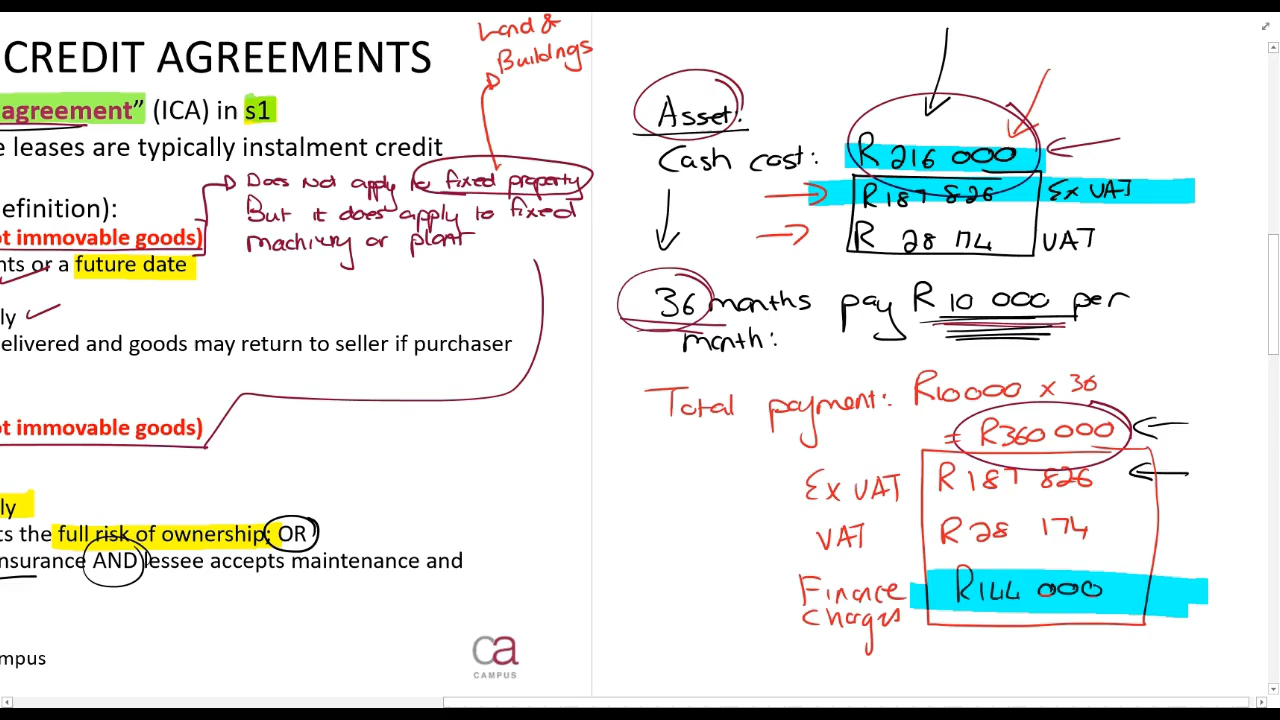 CREDIT AGREEMENTS
Land &
Buildings
agreement” (ICA) in s1
e leases are typically instalment credit
Does not apply to fixed property
But it does apply to fixed
machinery or plant
efinition):
ot immovable goods)
nts or a future date
ly
elivered and goods may return to seller if purchaser
ot immovable goods)
ly
ts the full risk of ownership; OR
nsurance AND lessee accepts maintenance and
ampus
ca
CAMPUS
Asset:
Cash cost: R 216 000
R 187 826 Ex VAT
R 28 174 VAT
36 months pay R 10 000 per
month:
Total payment: R10000 x 36
= R360 000
Ex VAT R 187 826
VAT R 28 174
Finance R144 000
Charges